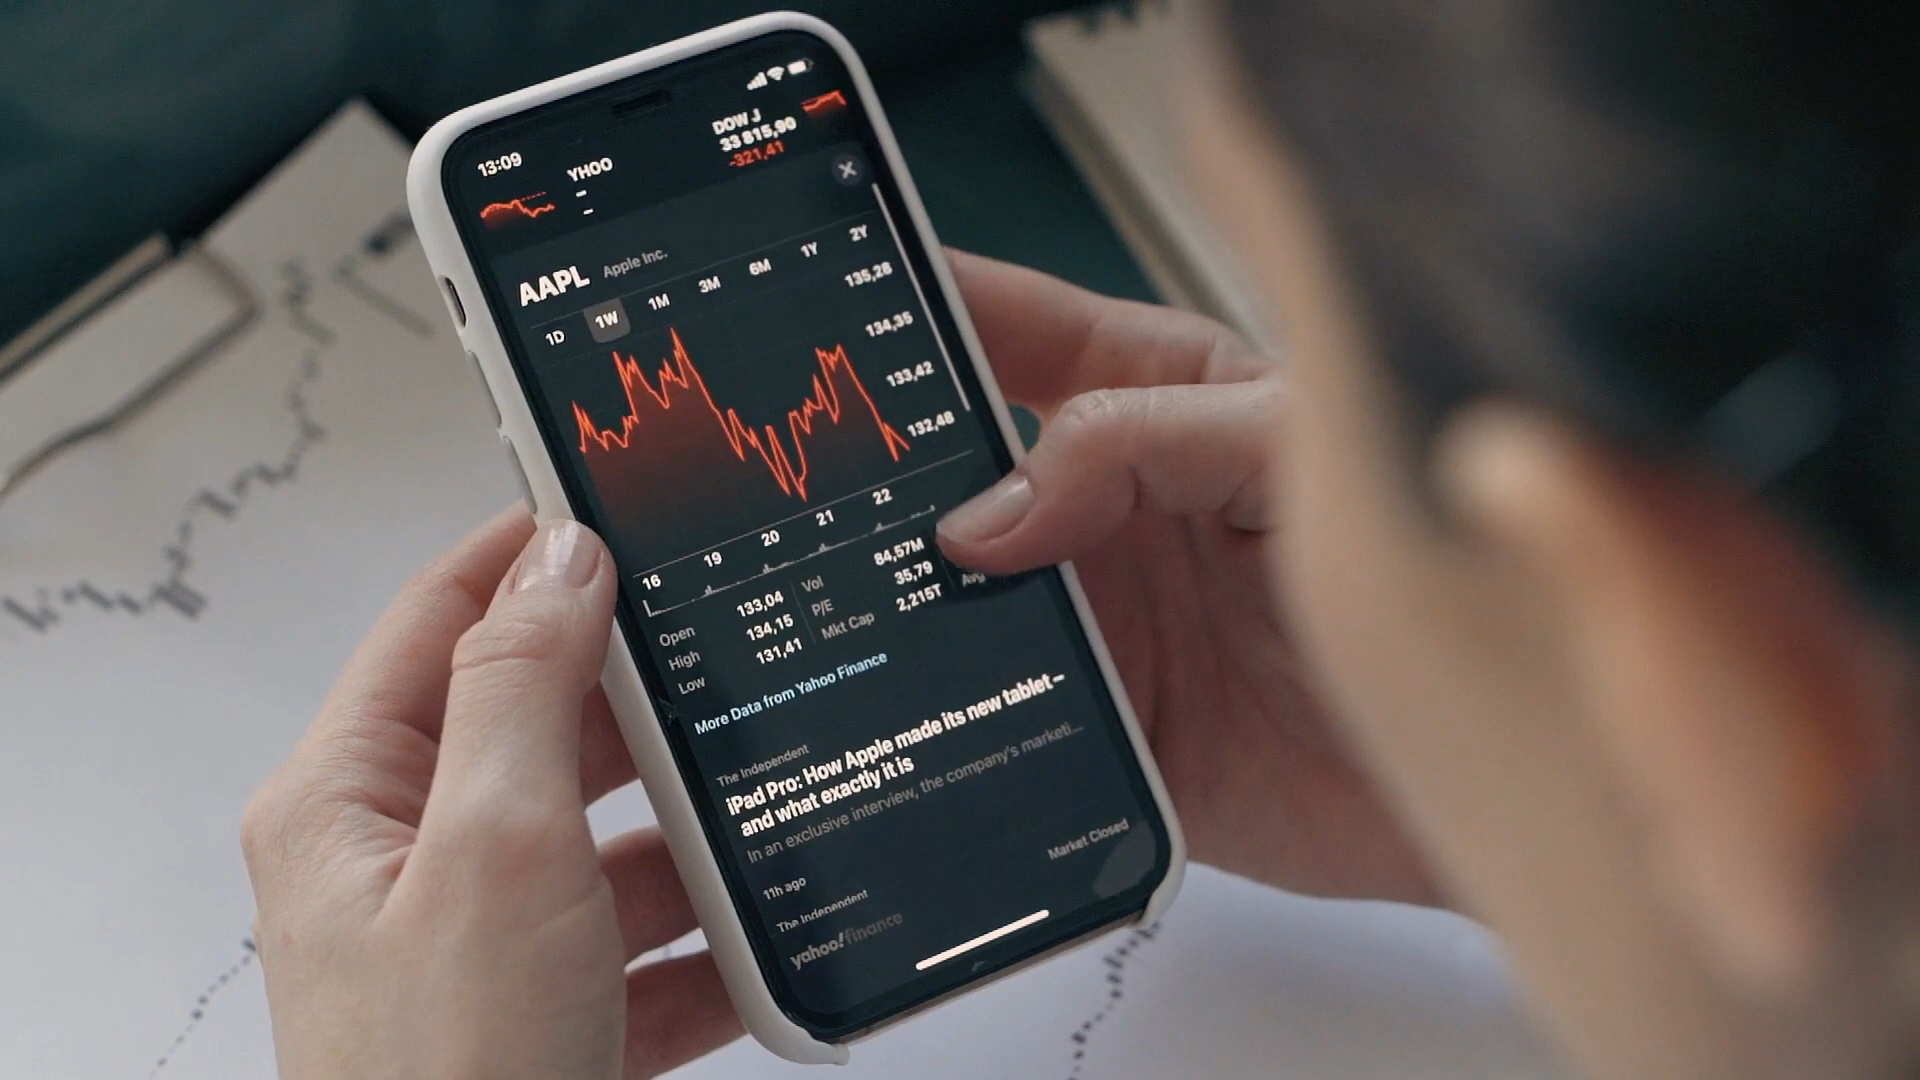 13:09
YHOO
-
-
DOW J
33 815,90
-321,41
AAPL Apple Inc.
1D 1W 1M 3M 6M 1Y 2Y
135,28
134,35
133,42
132,48
16 19 20 21 22
Open 133,04
High 134,15
Low 131,41
Vol 84,57M
P/E 35,79
Mkt Cap 2,215T
Avg
More Data from Yahoo Finance
The Independent
iPad Pro: How Apple made its new tablet –
and what exactly it is
In an exclusive interview, the company's marketi...
11h ago
The Independent
yahoo!finance
Market Closed